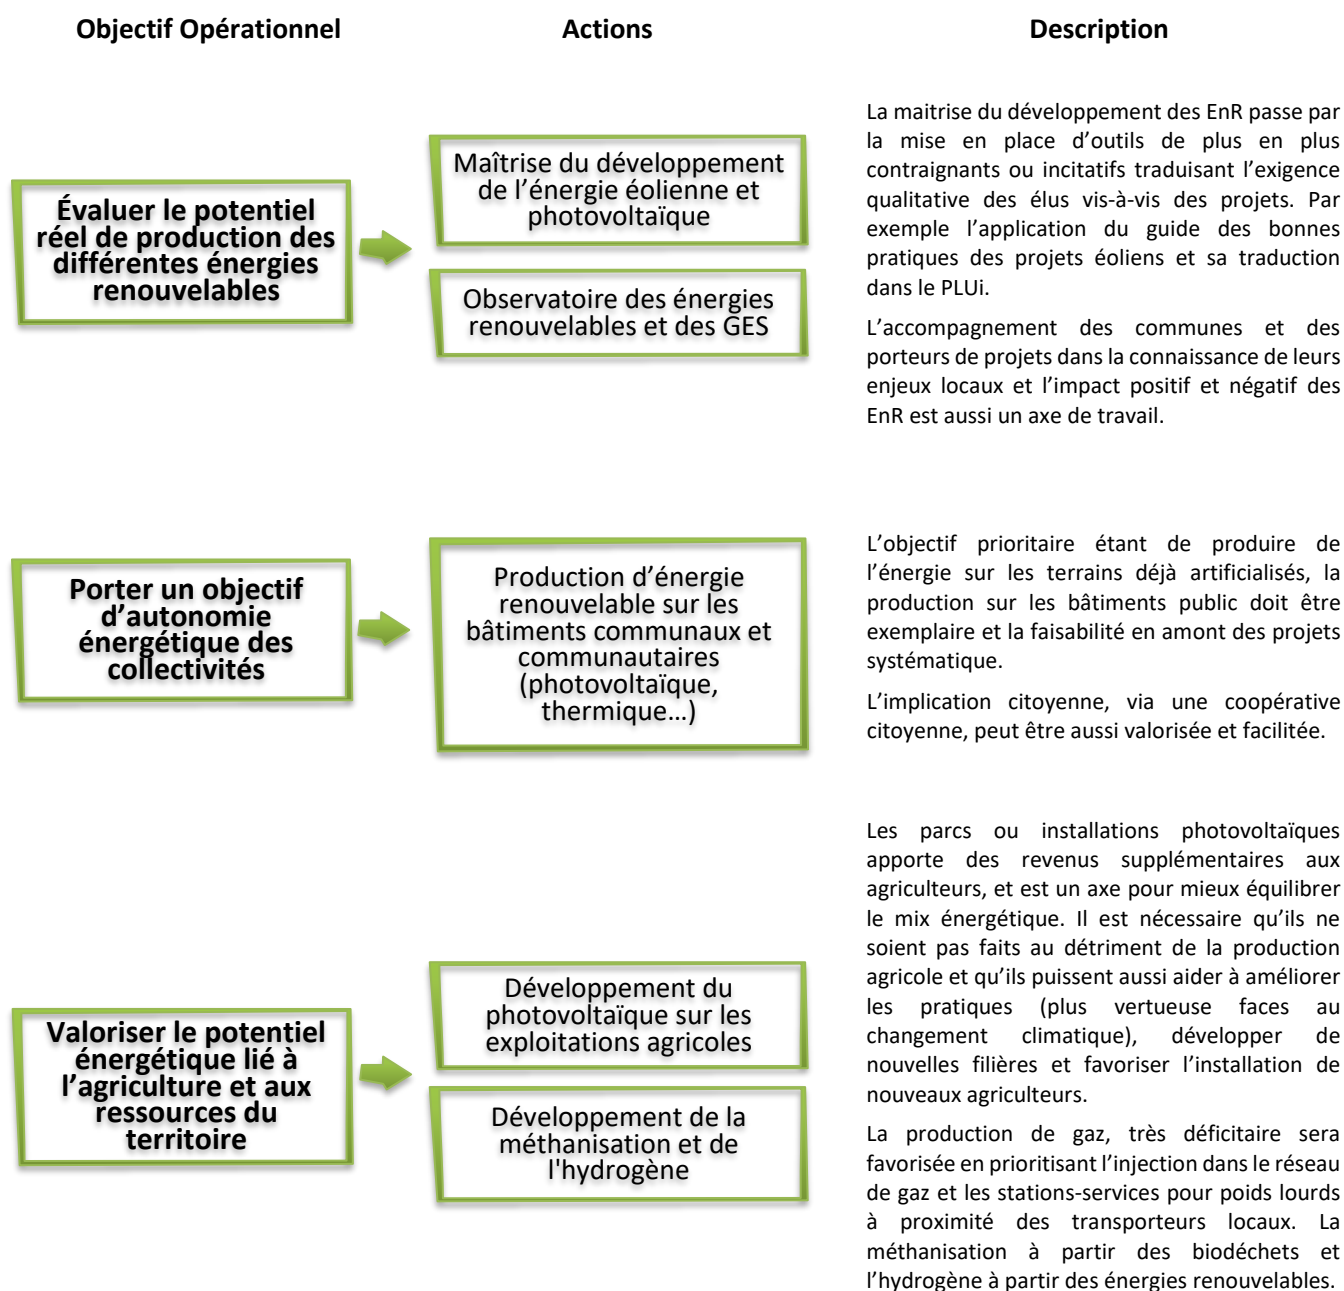 Objectif Opérationnel
Actions
Description
Évaluer le potentiel
réel de production des
différentes énergies
renouvelables
Maîtrise du développement
de l’énergie éolienne et
photovoltaïque
Observatoire des énergies
renouvelables et des GES
La maitrise du développement des EnR passe par
la mise en place d’outils de plus en plus
contraignants ou incitatifs traduisant l’exigence
qualitative des élus vis-à-vis des projets. Par
exemple l’application du guide des bonnes
pratiques des projets éoliens et sa traduction
dans le PLUi.
L’accompagnement des communes et des
porteurs de projets dans la connaissance de leurs
enjeux locaux et l’impact positif et négatif des
EnR est aussi un axe de travail.
Porter un objectif
d’autonomie
énergétique des
collectivités
Production d’énergie
renouvelable sur les
bâtiments communaux et
communautaires
(photovoltaïque,
thermique…)
L’objectif prioritaire étant de produire de
l’énergie sur les terrains déjà artificialisés, la
production sur les bâtiments public doit être
exemplaire et la faisabilité en amont des projets
systématique.
L’implication citoyenne, via une coopérative
citoyenne, peut être aussi valorisée et facilitée.
Valoriser le potentiel
énergétique lié à
l’agriculture et aux
ressources du
territoire
Développement du
photovoltaïque sur les
exploitations agricoles
Développement de la
méthanisation et de
l'hydrogène
Les parcs ou installations photovoltaïques
apporte des revenus supplémentaires aux
agriculteurs, et est un axe pour mieux équilibrer
le mix énergétique. Il est nécessaire qu’ils ne
soient pas faits au détriment de la production
agricole et qu’ils puissent aussi aider à améliorer
les pratiques (plus vertueuse faces au
changement climatique), développer de
nouvelles filières et favoriser l’installation de
nouveaux agriculteurs.
La production de gaz, très déficitaire sera
favorisée en prioritisant l’injection dans le réseau
de gaz et les stations-services pour poids lourds
à proximité des transporteurs locaux. La
méthanisation à partir des biodéchets et
l’hydrogène à partir des énergies renouvelables.